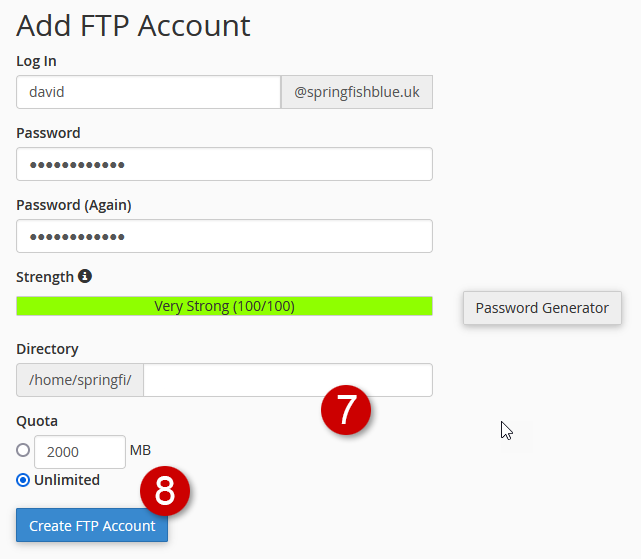 Add FTP Account
Log In
david @springfishblue.uk
Password
●●●●●●●●●●●●
Password (Again)
●●●●●●●●●●●●
Strength
Very Strong (100/100) Password Generator
Directory
/home/springfi/
7
Quota
2000 MB
Unlimited
8
Create FTP Account